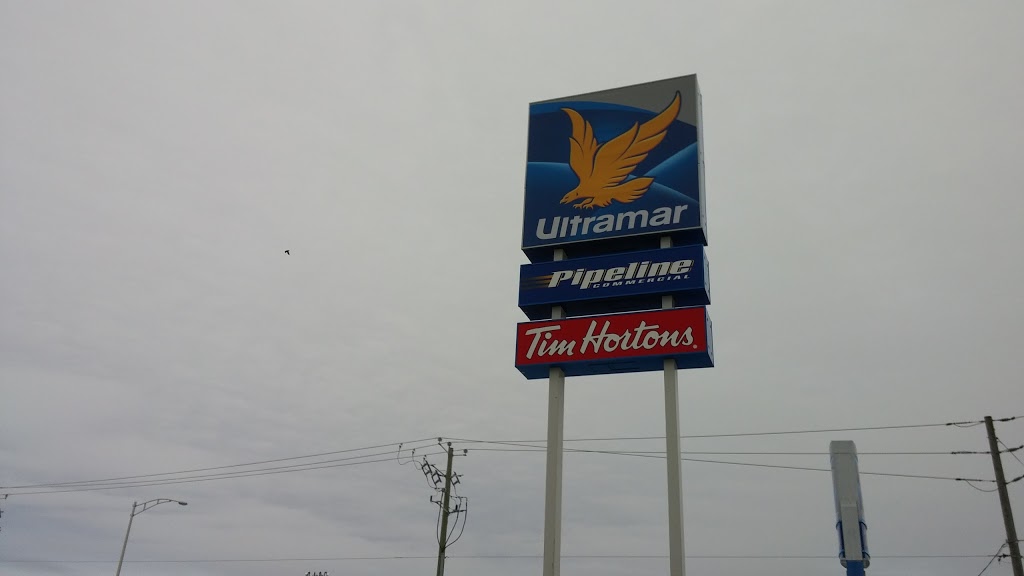 Ultramar
Pipeline
COMMERCIAL
Tim Hortons